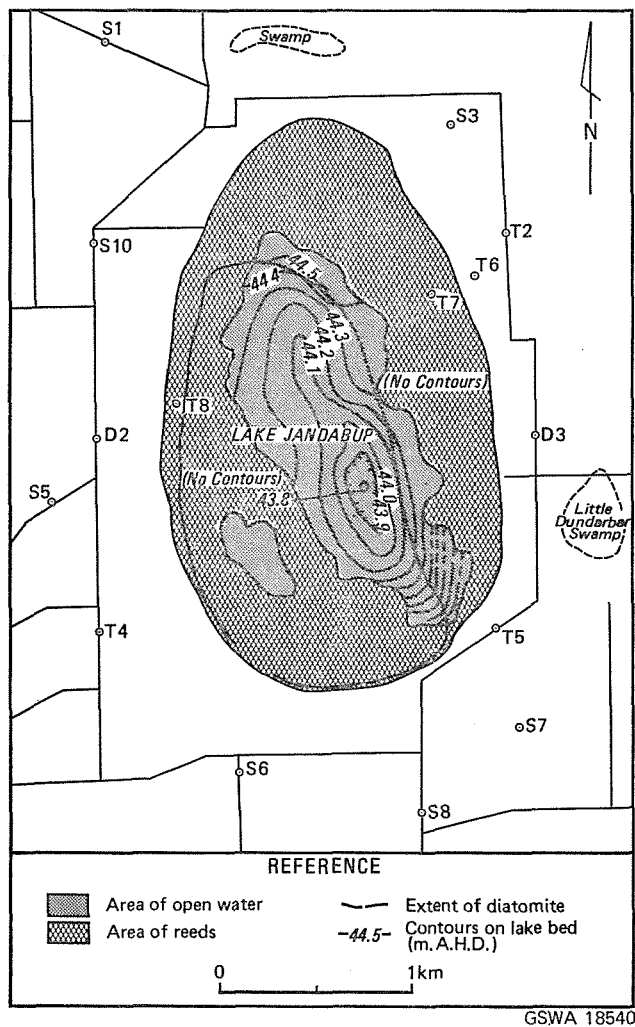 S1
Swamp
S3
N
T2
S10
T6
T7
-44.5-
-44.4-
44.3
44.2
44.1
(No Contours)
T8
LAKE JANDABUP
D2
D3
(No Contours)
44.0
43.8
43.9
S5
Little
Dundarbar
Swamp
T4
T5
S7
S6
S8
REFERENCE
Area of open water
Extent of diatomite
Area of reeds
-44.5-
Contours on lake bed
(m. A.H.D.)
0
1km
GSWA 18540